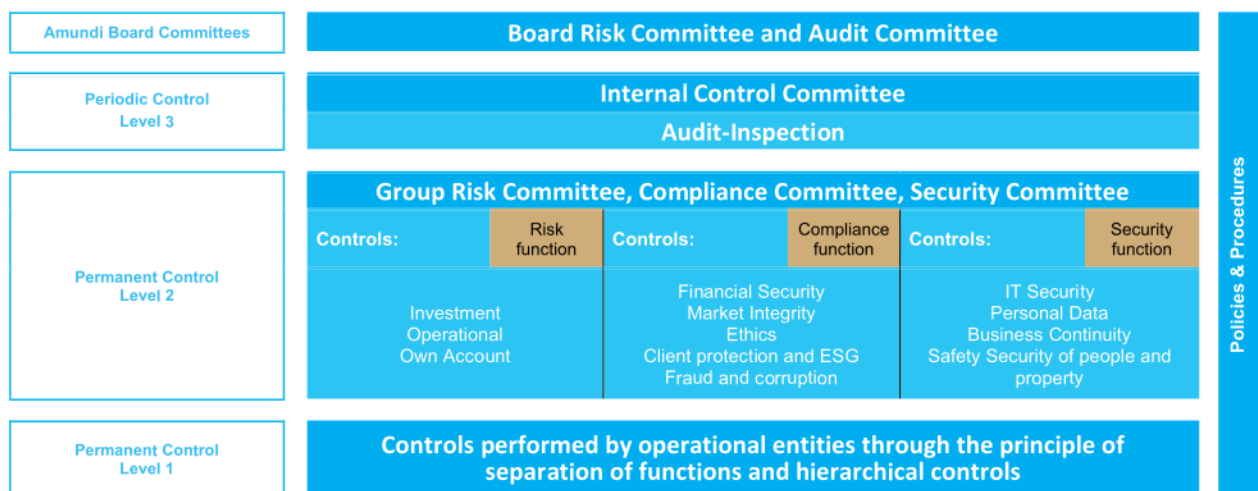 Amundi Board Committees
Board Risk Committee and Audit Committee
Periodic Control
Level 3
Internal Control Committee
Audit-Inspection
Permanent Control
Level 2
Group Risk Committee, Compliance Committee, Security Committee
Controls:
Risk
function
Controls:
Compliance
function
Controls:
Security
function
Investment
Operational
Own Account
Financial Security
Market Integrity
Ethics
Client protection and ESG
Fraud and corruption
IT Security
Personal Data
Business Continuity
Safety Security of people and
property
Permanent Control
Level 1
Controls performed by operational entities through the principle of
separation of functions and hierarchical controls
Policies & Procedures